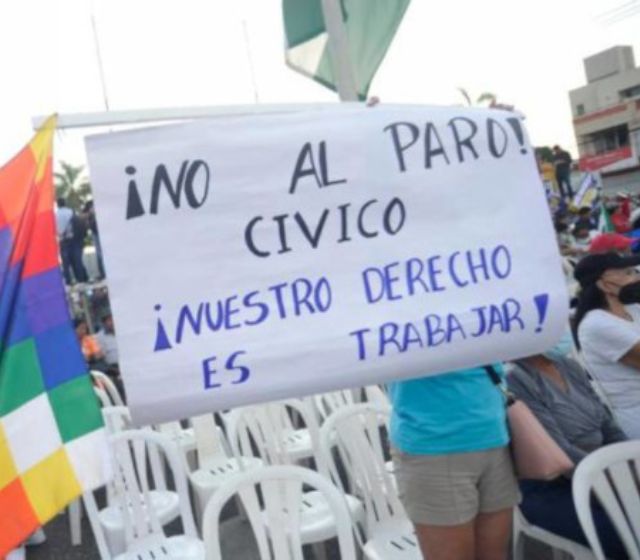 ¡NO AL PARO!
CIVICO
¡NUESTRO DERECHO
ES TRABAJAR!